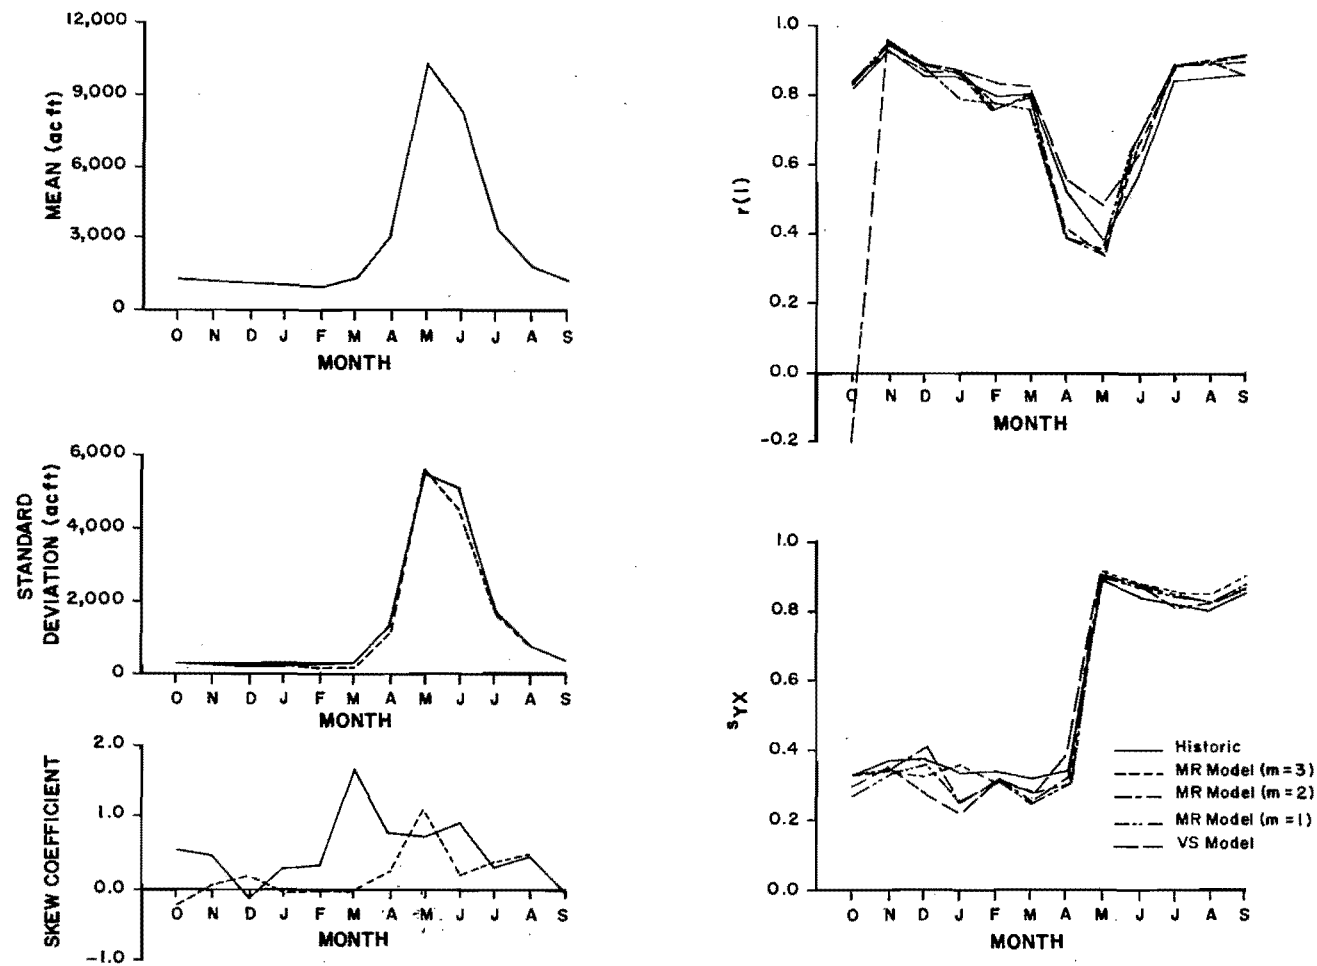 12,000
9,000
6,000
3,000
0
MEAN (ac ft)
O N D J F M A M J J A S
MONTH
6,000
4,000
2,000
0
STANDARD
DEVIATION (ac ft)
O N D J F M A M J J A S
MONTH
2.0
1.0
0.0
-1.0
SKEW COEFFICIENT
O N D J F M A M J J A S
MONTH
1.0
0.8
0.6
0.4
0.2
0.0
-0.2
r(1)
O N D J F M A M J J A S
MONTH
1.0
0.8
0.6
0.4
0.2
0.0
sYX
Historic
MR Model (m=3)
MR Model (m=2)
MR Model (m=1)
VS Model
O N D J F M A M J J A S
MONTH